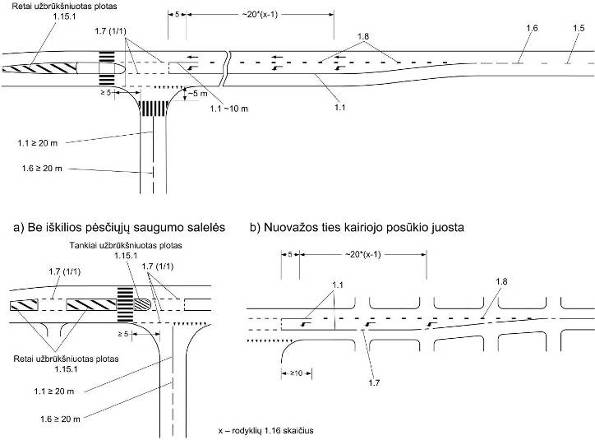 Retai užbrūkšniuotas plotas
1.15.1
1.7 (1/1)
5
~20*(x-1)
1.8
1.6
1.5
≥ 5
~5 m
1.1 ~10 m
1.1
1.1 ≥ 20 m
1.6 ≥ 20 m
a) Be iškilios pėsčiųjų saugumo salelės
b) Nuovažos ties kairiojo posūkio juosta
Tankiai užbrūkšniuotas plotas
1.15.1
1.7 (1/1)
1.7 (1/1)
≥ 5
Retai užbrūkšniuotas plotas
1.15.1
1.1 ≥ 20 m
1.6 ≥ 20 m
5
~20*(x-1)
1.1
1.8
≥10
1.7
x – rodyklių 1.16 skaičius